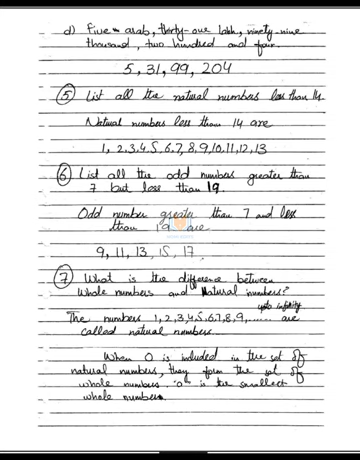 d) Five arab, thirty-one lakh, ninety-nine
thousand, two hundred and four.
5, 31, 99, 204
5 List all the natural numbers less than 14.
Natural numbers less than 14 are
1, 2, 3, 4, 5, 6, 7, 8, 9, 10, 11, 12, 13
6 List all the odd numbers greater than
7 but less than 19.
Odd number greater than 7 and less
than 19 are
9, 11, 13, 15, 17
7 What is the difference between
Whole numbers and Natural numbers?
upto infinity
The numbers 1, 2, 3, 4, 5, 6, 7, 8, 9, ...... are
called natural numbers.
When 0 is included in the set of
natural numbers, they form the set of
whole numbers. "0" is the smallest
whole number.